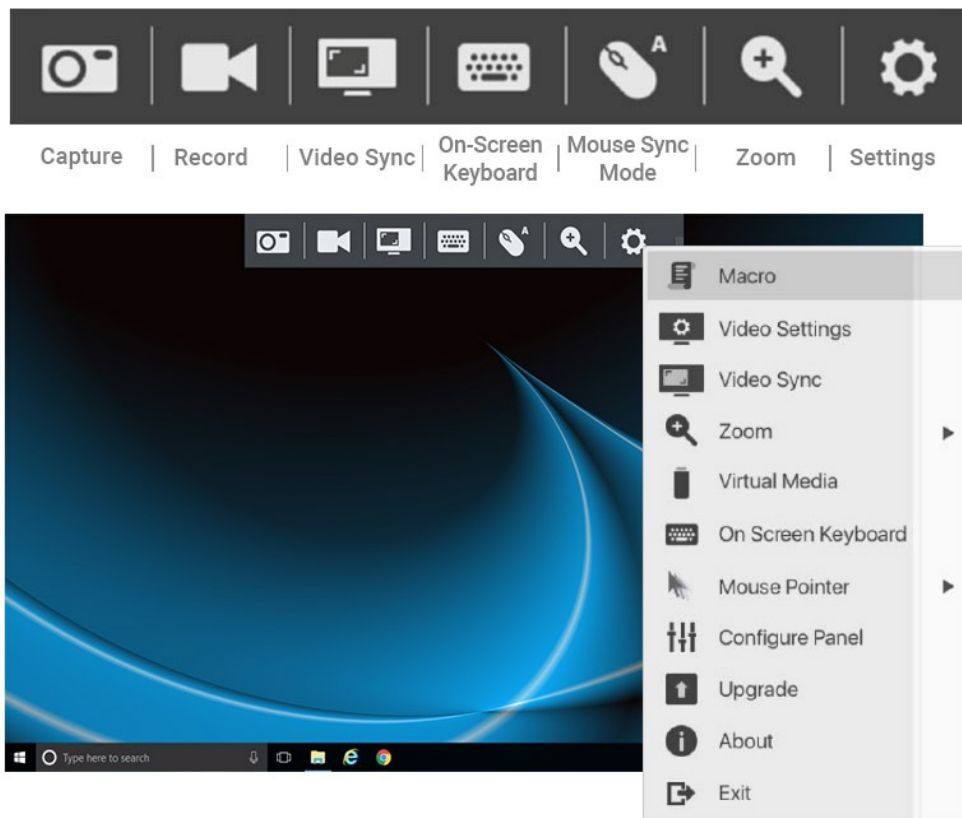 A
Capture | Record | Video Sync | On-Screen Keyboard | Mouse Sync Mode | Zoom | Settings
A
Macro
Video Settings
Video Sync
Zoom
Virtual Media
On Screen Keyboard
Mouse Pointer
Configure Panel
Upgrade
About
Exit
Type here to search